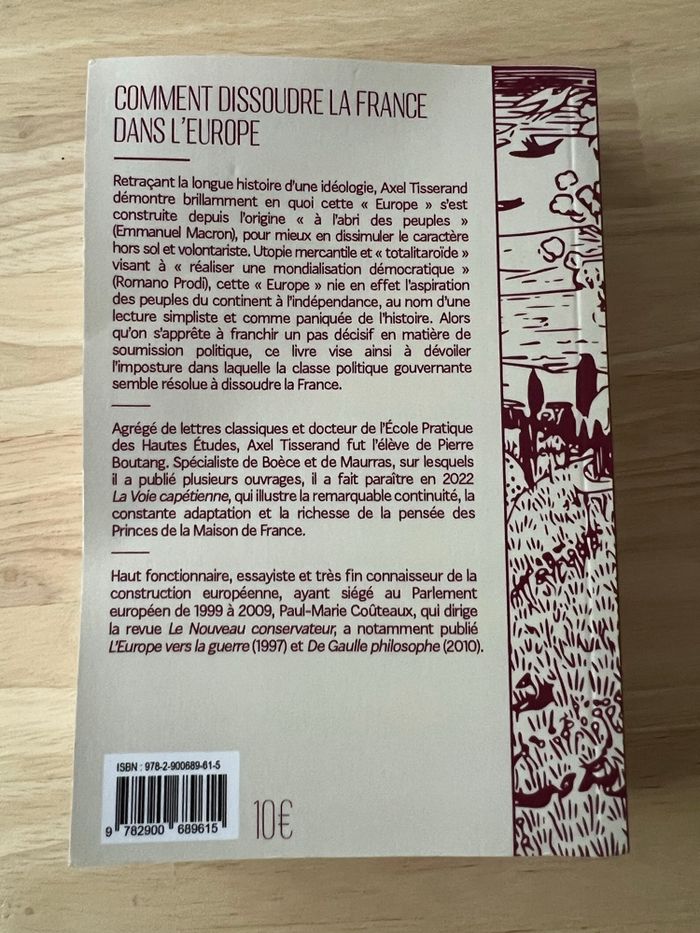 COMMENT DISSOUDRE LA FRANCE
DANS L'EUROPE
Retraçant la longue histoire d'une idéologie, Axel Tisserand
démontre brillamment en quoi cette « Europe » s'est
construite depuis l'origine « à l'abri des peuples »
(Emmanuel Macron), pour mieux en dissimuler le caractère
hors sol et volontariste. Utopie mercantile et « totalitaroïde »
visant à « réaliser une mondialisation démocratique »
(Romano Prodi), cette « Europe » nie en effet l'aspiration
des peuples du continent à l'indépendance, au nom d'une
lecture simpliste et comme paniquée de l'histoire. Alors
qu'on s'apprête à franchir un pas décisif en matière de
soumission politique, ce livre vise ainsi à dévoiler
l'imposture dans laquelle la classe politique gouvernante
semble résolue à dissoudre la France.
Agrégé de lettres classiques et docteur de l'École Pratique
des Hautes Études, Axel Tisserand fut l'élève de Pierre
Boutang. Spécialiste de Boèce et de Maurras, sur lesquels
il a publié plusieurs ouvrages, il a fait paraître en 2022
La Voie capétienne, qui illustre la remarquable continuité, la
constante adaptation et la richesse de la pensée des
Princes de la Maison de France.
Haut fonctionnaire, essayiste et très fin connaisseur de la
construction européenne, ayant siégé au Parlement
européen de 1999 à 2009, Paul-Marie Coûteaux, qui dirige
la revue Le Nouveau conservateur, a notamment publié
L'Europe vers la guerre (1997) et De Gaulle philosophe (2010).
ISBN : 978-2-900689-61-5
9 782900 689615
10€